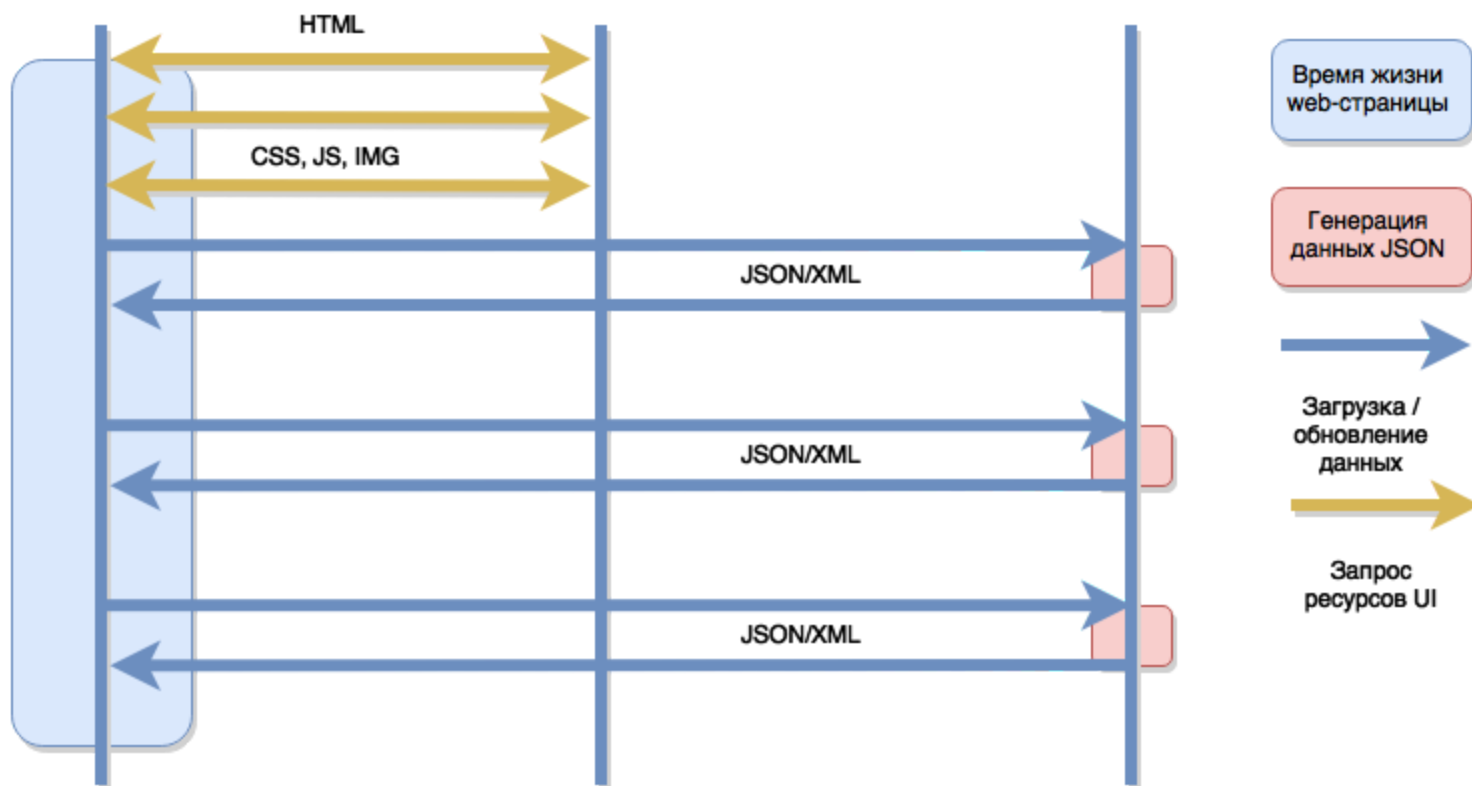 HTML
CSS, JS, IMG
JSON/XML
JSON/XML
JSON/XML
Время жизни
web-страницы
Генерация
данных JSON
Загрузка /
обновление
данных
Запрос
ресурсов UI